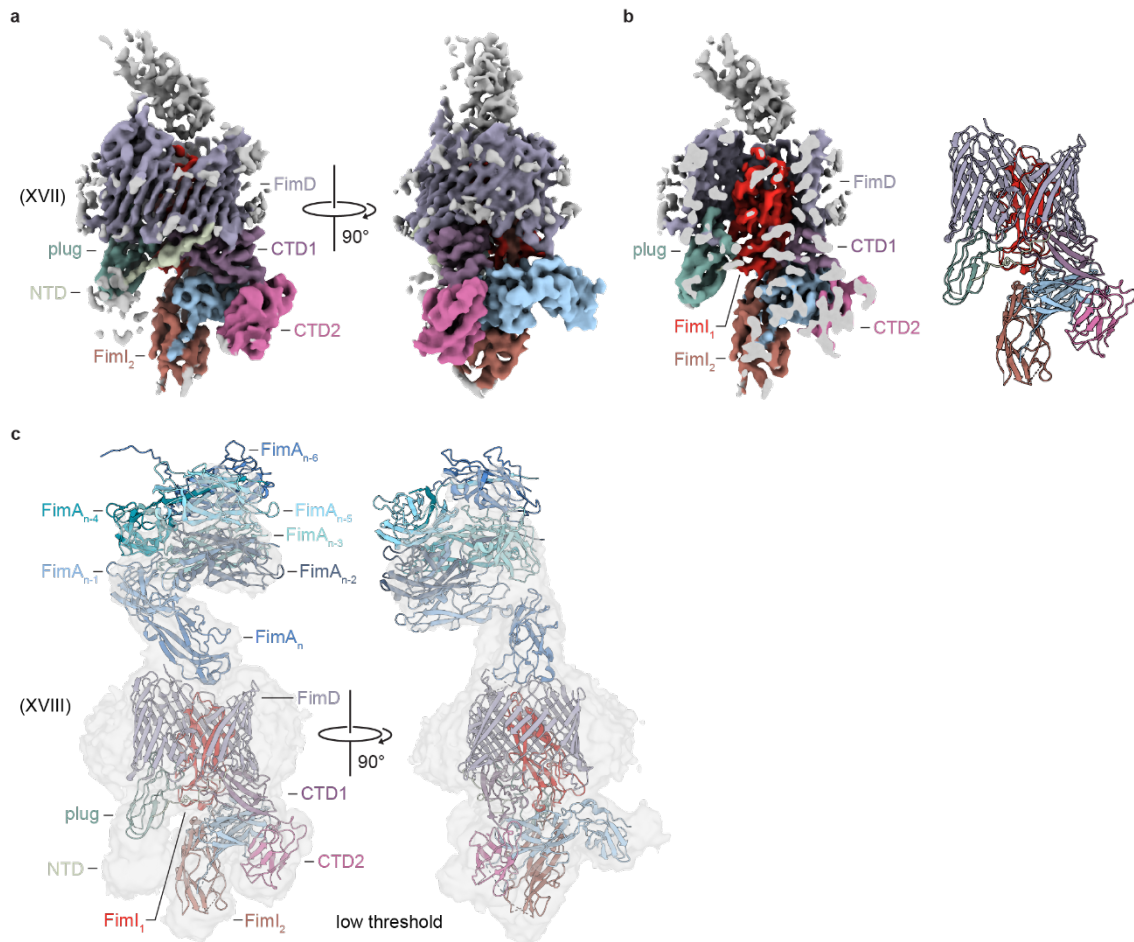 a
b
(XVII)
FimD
plug
NTD
CTD1
CTD2
FimI₂
90°
FimD
plug
CTD1
FimI₁
CTD2
FimI₂
c
FimAₙ₋₆
FimAₙ₋₄
FimAₙ₋₅
FimAₙ₋₃
FimAₙ₋₁
FimAₙ₋₂
FimAₙ
(XVIII)
FimD
90°
CTD1
plug
NTD
CTD2
FimI₁
FimI₂
low threshold